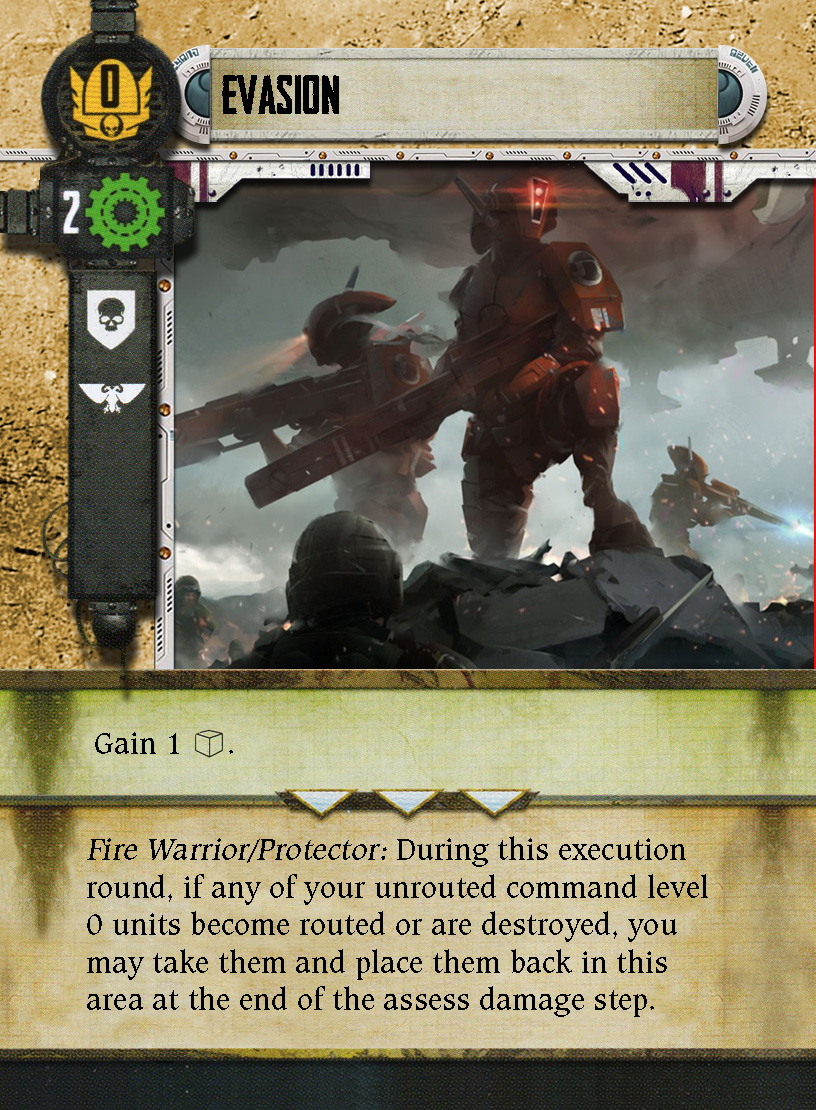 0
EVASION
2
Gain 1 .
Fire Warrior/Protector: During this execution
round, if any of your unrouted command level
0 units become routed or are destroyed, you
may take them and place them back in this
area at the end of the assess damage step.